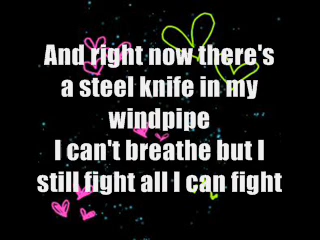 And right now there's
a steel knife in my
windpipe
I can't breathe but I
still fight all I can fight